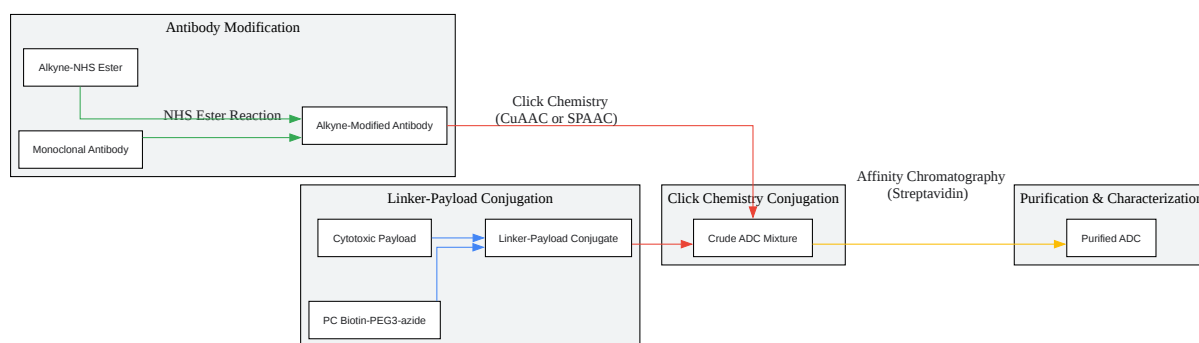 Antibody Modification
Alkyne-NHS Ester
NHS Ester Reaction
Monoclonal Antibody
Alkyne-Modified Antibody
Click Chemistry
(CuAAC or SPAAC)
Linker-Payload Conjugation
Cytotoxic Payload
Linker-Payload Conjugate
PC Biotin-PEG3-azide
Click Chemistry Conjugation
Crude ADC Mixture
Affinity Chromatography
(Streptavidin)
Purification & Characterization
Purified ADC